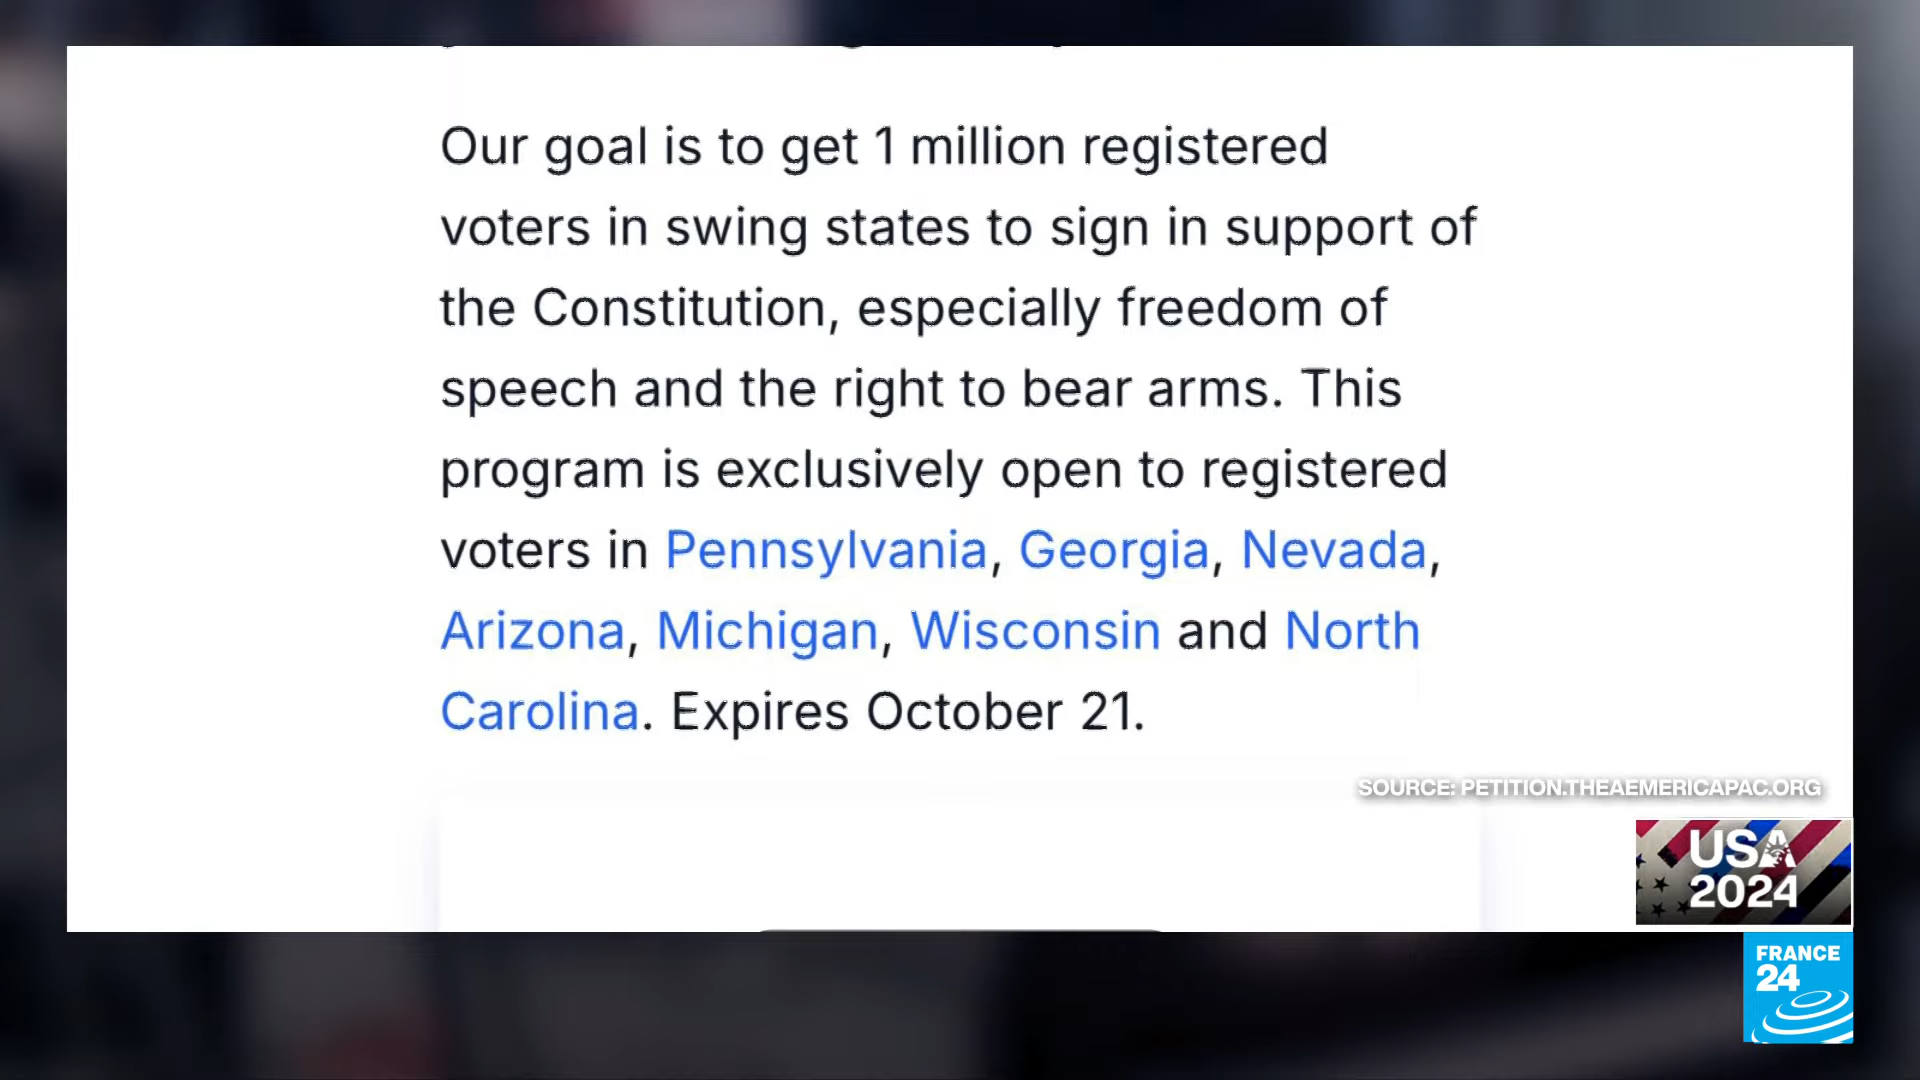 Our goal is to get 1 million registered
voters in swing states to sign in support of
the Constitution, especially freedom of
speech and the right to bear arms. This
program is exclusively open to registered
voters in Pennsylvania, Georgia, Nevada,
Arizona, Michigan, Wisconsin and North
Carolina. Expires October 21.
SOURCE: PETITION.THEAEMERICAPAC.ORG
USA
2024
FRANCE
24